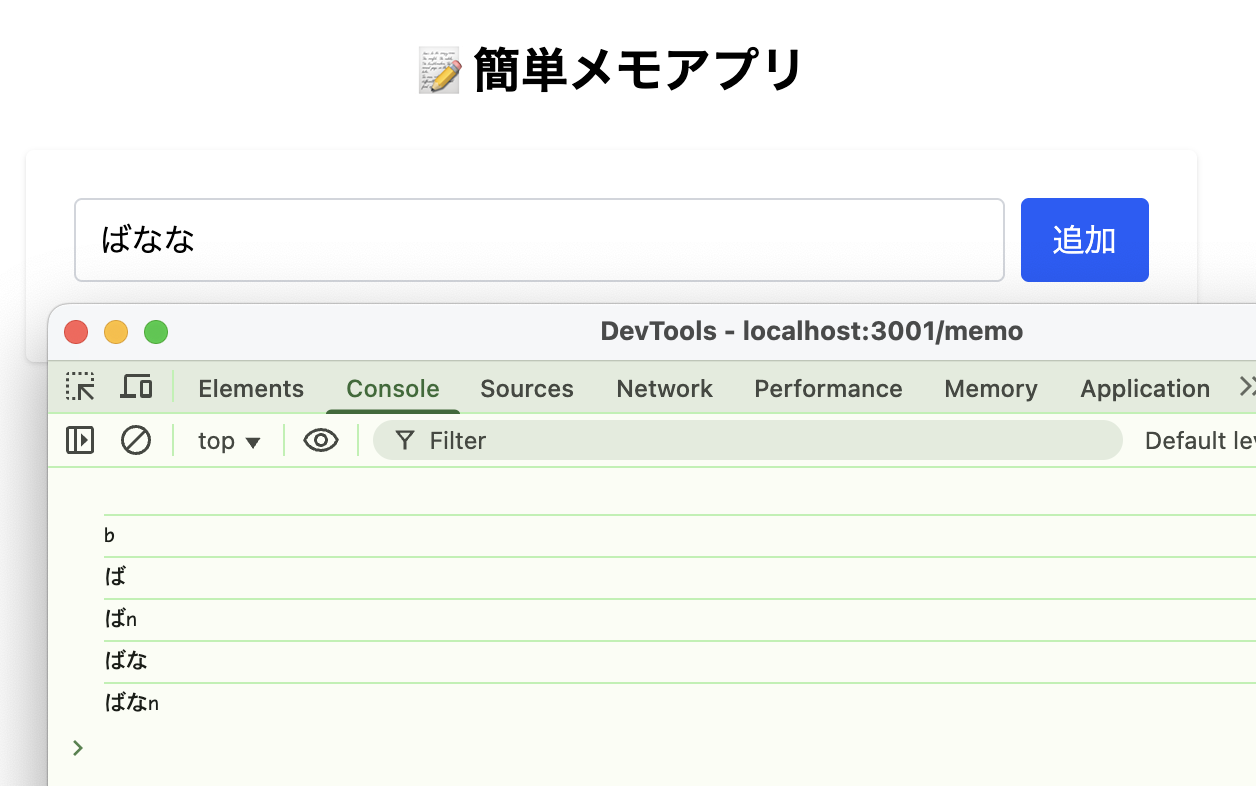 📝 簡単メモアプリ
ばなな
追加
DevTools - localhost:3001/memo
Elements Console Sources Network Performance Memory Application
top Filter Default lev
b
ば
ばn
ばな
ばなn